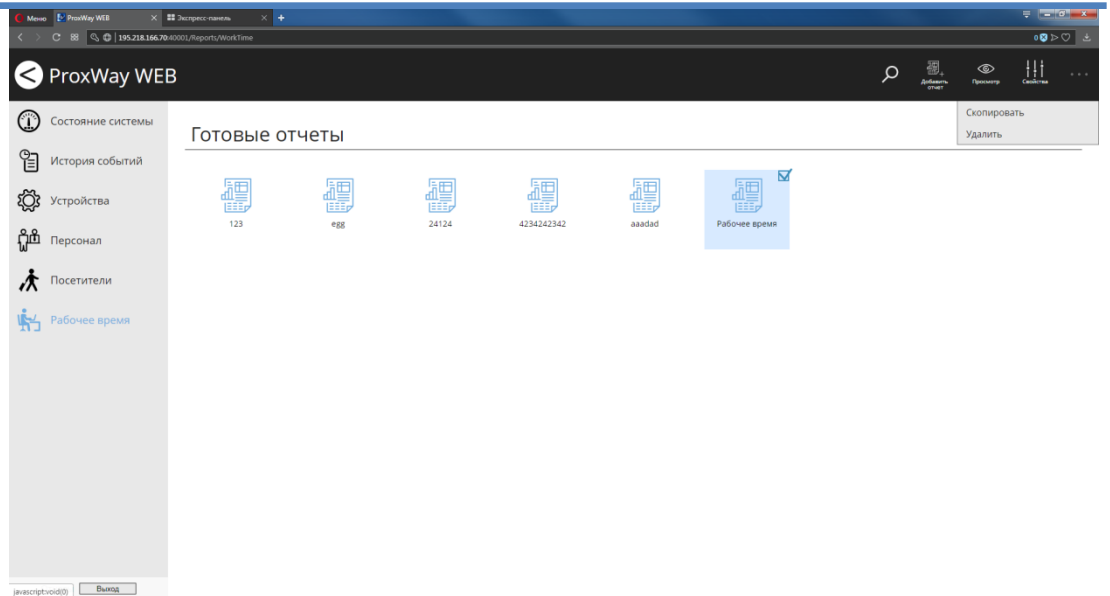 Меню ProxWay WEB Экспресс-панель
195.218.166.70:40001/Reports/WorkTime
ProxWay WEB
Добавить отчет
Просмотр
Свойства
Скопировать
Удалить
Состояние системы
История событий
Устройства
Персонал
Посетители
Рабочее время
Готовые отчеты
123
egg
24124
4234242342
aaadad
Рабочее время
javascript:void(0)
Выход